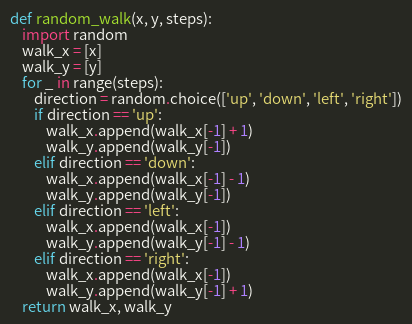 def random_walk(x, y, steps):
    import random
    walk_x = [x]
    walk_y = [y]
    for _ in range(steps):
        direction = random.choice(['up', 'down', 'left', 'right'])
        if direction == 'up':
            walk_x.append(walk_x[-1] + 1)
            walk_y.append(walk_y[-1])
        elif direction == 'down':
            walk_x.append(walk_x[-1] - 1)
            walk_y.append(walk_y[-1])
        elif direction == 'left':
            walk_x.append(walk_x[-1])
            walk_y.append(walk_y[-1] - 1)
        elif direction == 'right':
            walk_x.append(walk_x[-1])
            walk_y.append(walk_y[-1] + 1)
    return walk_x, walk_y